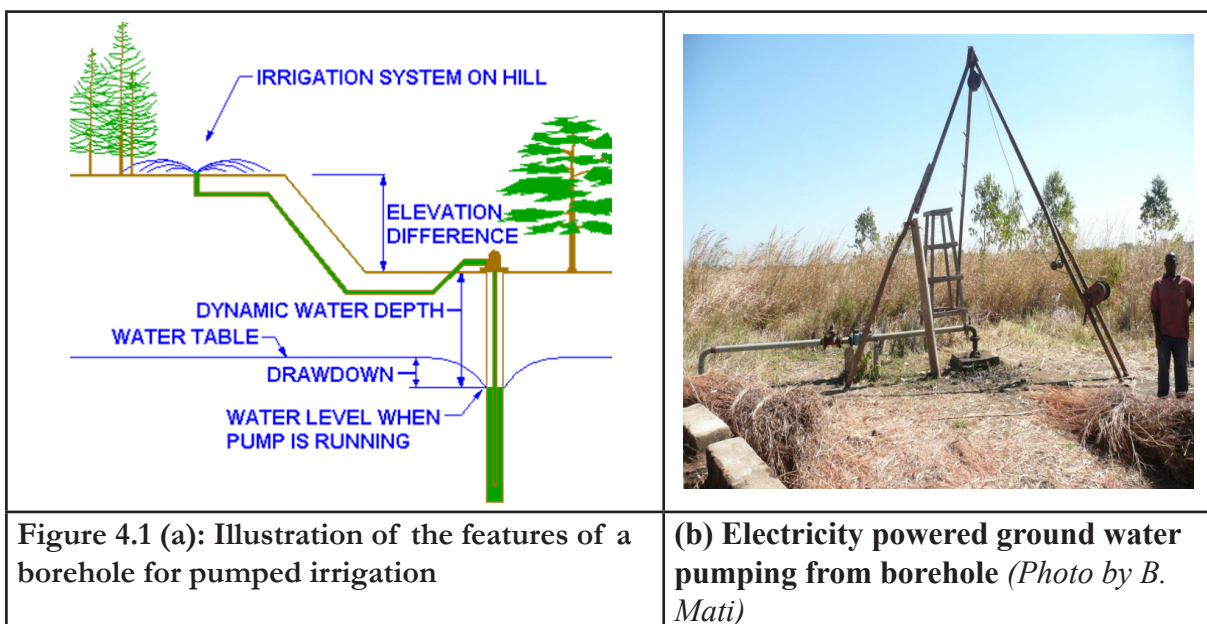 IRRIGATION SYSTEM ON HILL
ELEVATION
DIFFERENCE
DYNAMIC WATER DEPTH
WATER TABLE
DRAWDOWN
WATER LEVEL WHEN
PUMP IS RUNNING
Figure 4.1 (a): Illustration of the features of a
borehole for pumped irrigation
(b) Electricity powered ground water
pumping from borehole (Photo by B.
Mati)